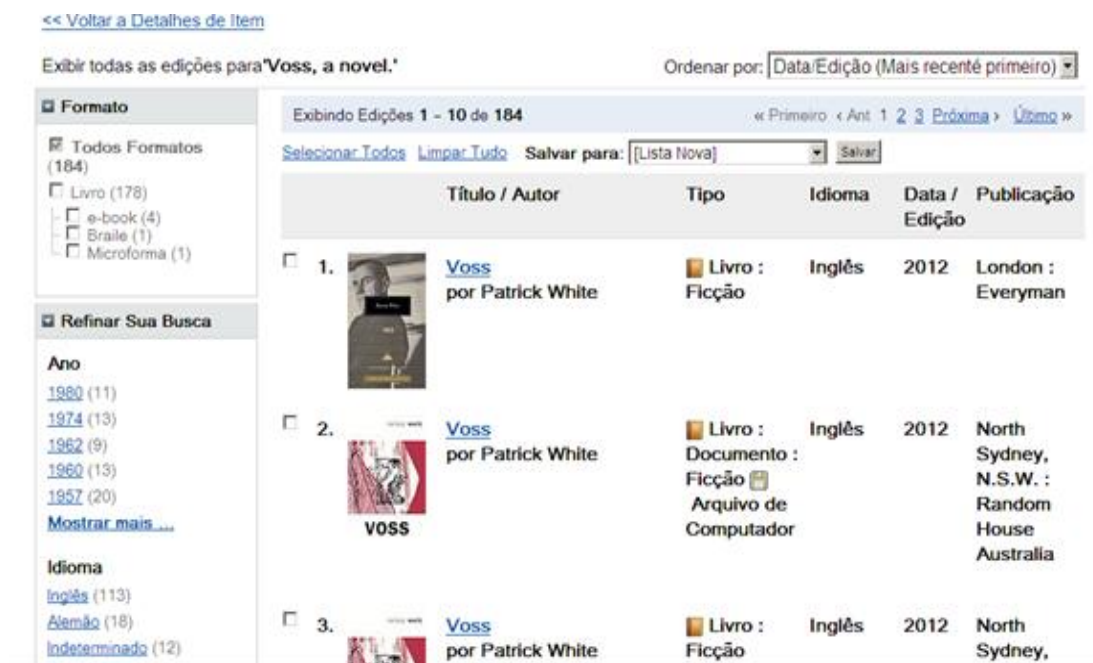 << Voltar a Detalhes de Item
Exibir todas as edições para'Voss, a novel.'
Ordenar por: Data/Edição (Mais recenté primeiro)
Formato
Todos Formatos
(184)
Livro (178)
e-book (4)
Braile (1)
Microforma (1)
Refinar Sua Busca
Ano
1980 (11)
1974 (13)
1962 (9)
1960 (13)
1957 (20)
Mostrar mais ...
Idioma
Inglês (113)
Alemão (18)
Indeterminado (12)
Exibindo Edições 1 - 10 de 184
« Primeiro ‹ Ant 1 2 3 Próxima › Último »
Selecionar Todos Limpar Tudo Salvar para: [Lista Nova] Salvar
Título / Autor Tipo Idioma Data / Publicação
Edição
1. Voss Livro : Inglês 2012 London :
por Patrick White Ficção Everyman
2. Voss Livro : Inglês 2012 North
por Patrick White Documento : Sydney,
Ficção N.S.W. :
Arquivo de Random
VOSS Computador House
Australia
3. Voss Livro : Inglês 2012 North
por Patrick White Ficção Sydney,